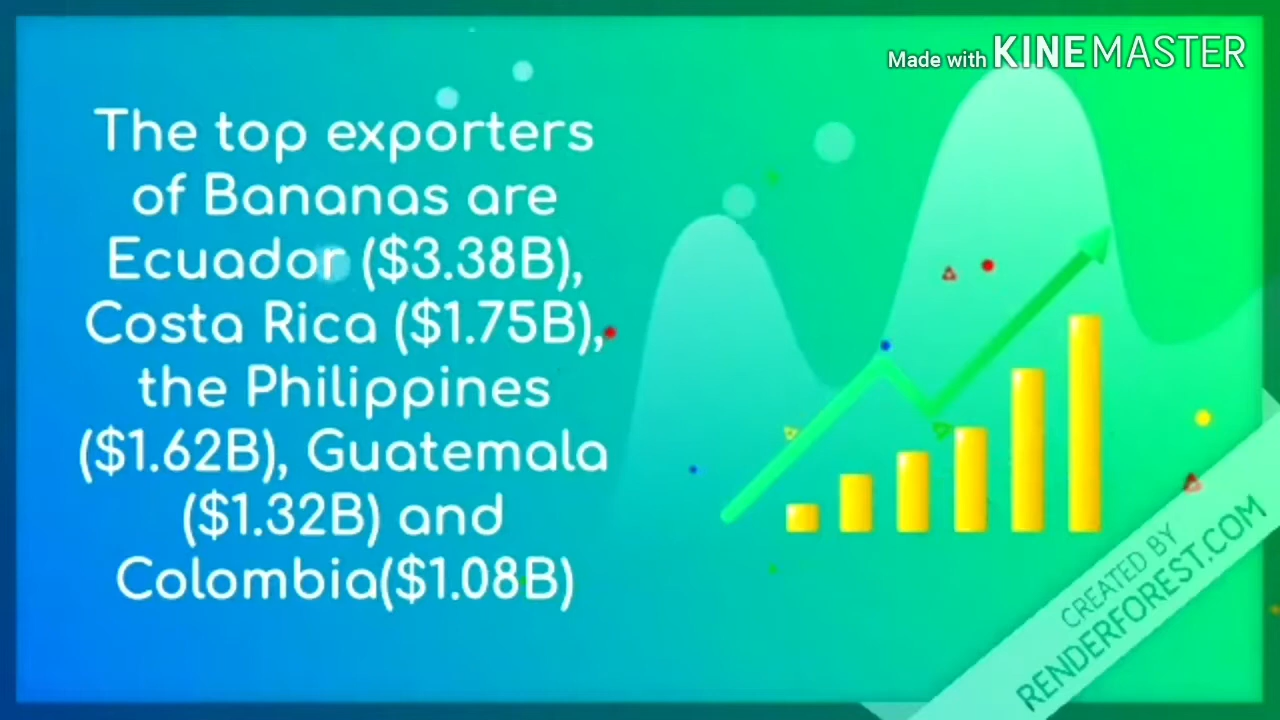 Made with KINEMASTER
The top exporters
of Bananas are
Ecuador ($3.38B),
Costa Rica ($1.75B),
the Philippines
($1.62B), Guatemala
($1.32B) and
Colombia($1.08B)
CREATED BY
RENDERFOREST.COM